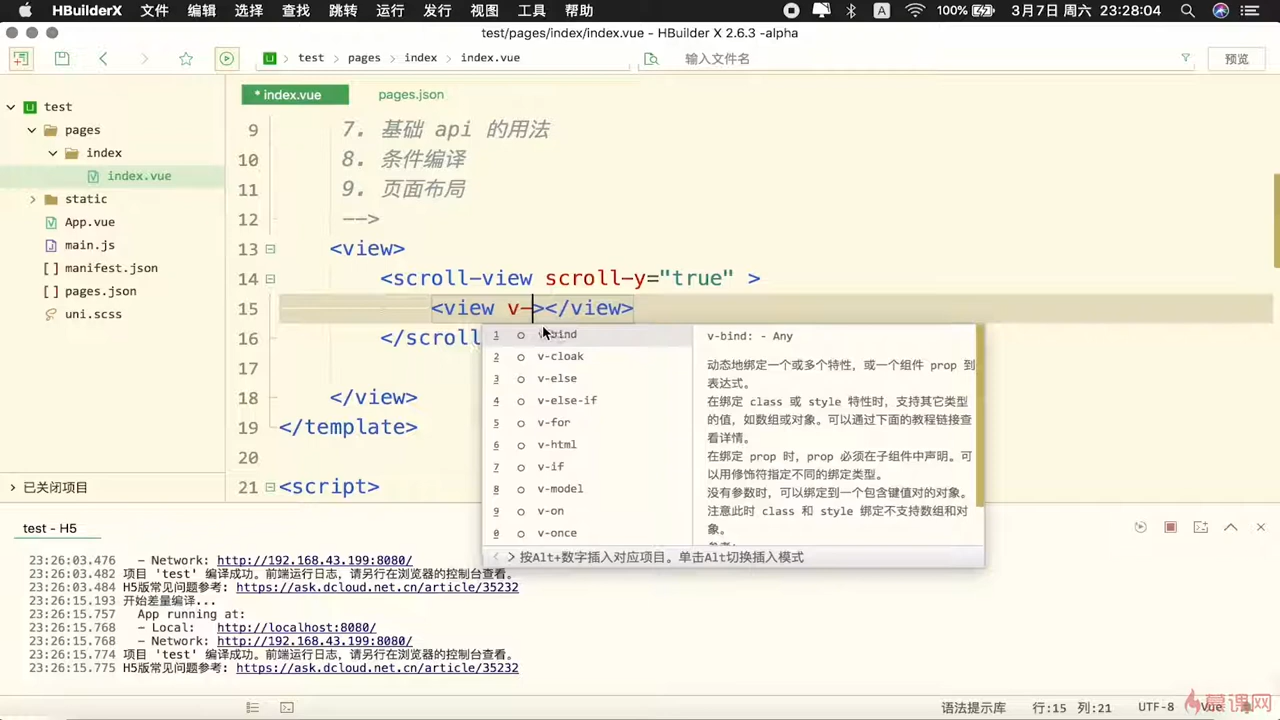 HBuilderX 文件 编辑 选择 查找 跳转 运行 发行 视图 工具 帮助 A 100% 3月7日 周六 23:28:04
test/pages/index/index.vue - HBuilder X 2.6.3 -alpha
test pages index index.vue 输入文件名 预览
test
pages
index
index.vue
static
App.vue
main.js
manifest.json
pages.json
uni.scss
已关闭项目
* index.vue pages.json
9 7. 基础 api 的用法
10 8. 条件编译
11 9. 页面布局
12 -->
13 <view>
14 <scroll-view scroll-y="true" >
15 <view v-></view>
16 </scroll
17
18 </view>
19 </template>
20
21 <script>
1 bind
2 v-cloak
3 v-else
4 v-else-if
5 v-for
6 v-html
7 v-if
8 v-model
9 v-on
0 v-once
v-bind: - Any
动态地绑定一个或多个特性，或一个组件 prop 到
表达式。
在绑定 class 或 style 特性时，支持其它类型
的值，如数组或对象。可以通过下面的教程链接查
看详情。
在绑定 prop 时，prop 必须在子组件中声明。可
以用修饰符指定不同的绑定类型。
没有参数时，可以绑定到一个包含键值对的对象。
注意此时 class 和 style 绑定不支持数组和对
象。
按Alt+数字插入对应项目。单击Alt切换插入模式
test - H5
23:26:03.476 - Network: http://192.168.43.199:8080/
23:26:03.482 项目 'test' 编译成功。前端运行日志，请另行在浏览器的控制台查看。
23:26:03.484 H5版常见问题参考: https://ask.dcloud.net.cn/article/35232
23:26:15.193 开始差量编译...
23:26:15.757 App running at:
23:26:15.768 - Local: http://localhost:8080/
23:26:15.768 - Network: http://192.168.43.199:8080/
23:26:15.774 项目 'test' 编译成功。前端运行日志，请另行在浏览器的控制台查看。
23:26:15.775 H5版常见问题参考: https://ask.dcloud.net.cn/article/35232
语法提示库 行:15 列:21 UTF-8 Vue
慕课网